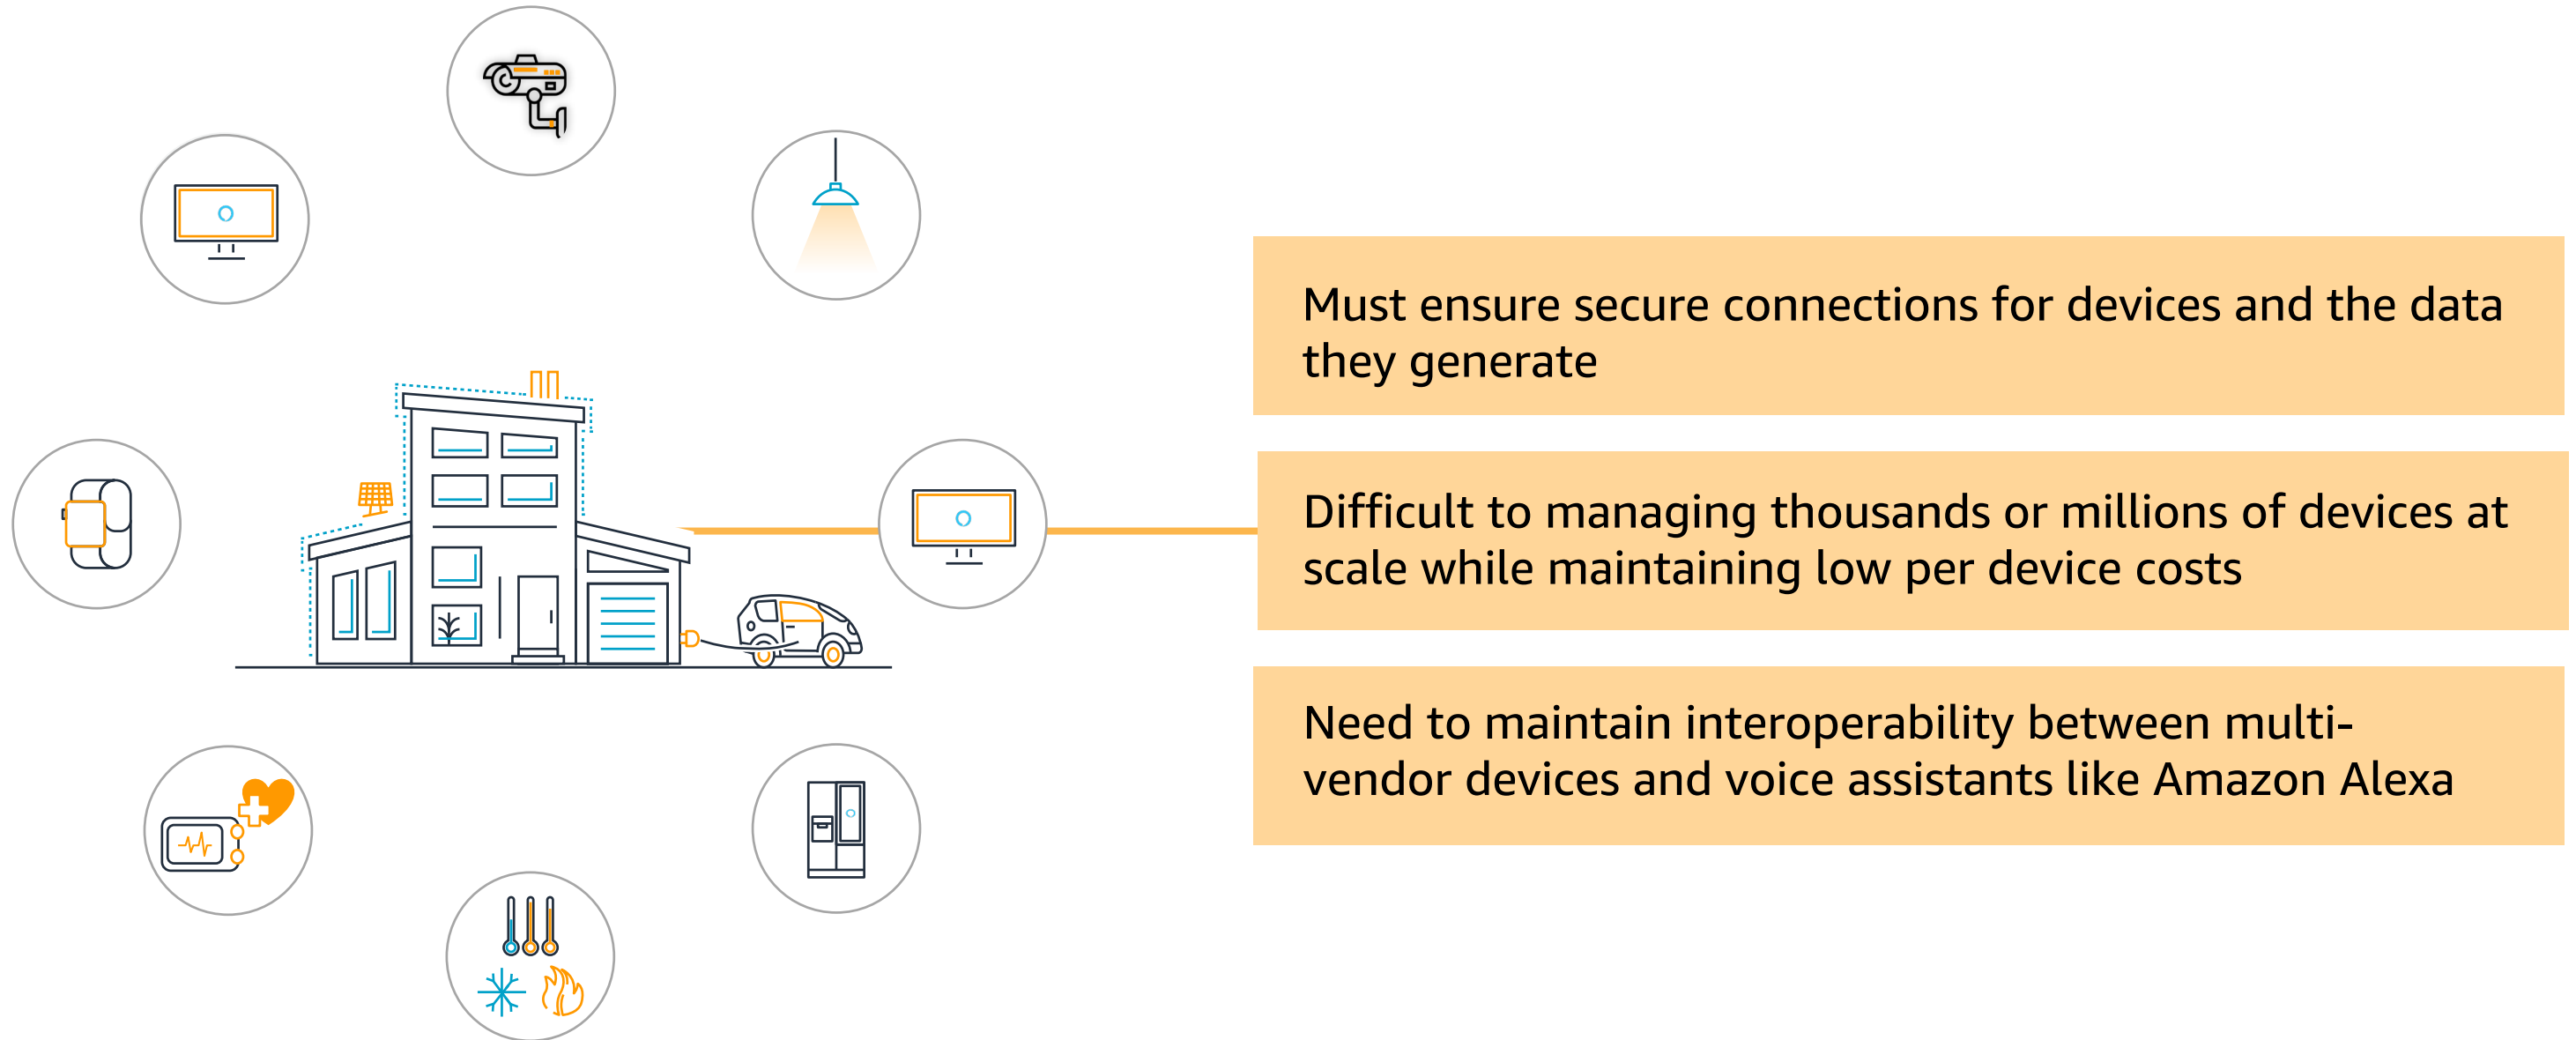 Must ensure secure connections for devices and the data
they generate
Difficult to managing thousands or millions of devices at
scale while maintaining low per device costs
Need to maintain interoperability between multi-
vendor devices and voice assistants like Amazon Alexa